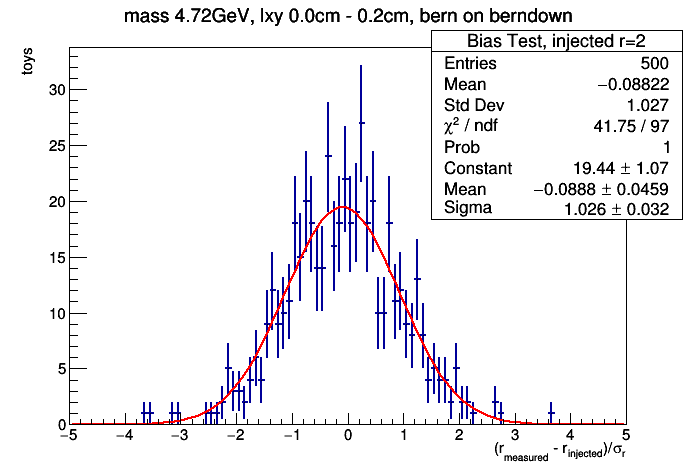 mass 4.72GeV, lxy 0.0cm - 0.2cm, bern on berndown
Bias Test, injected r=2
Entries 500
Mean −0.08822
Std Dev 1.027
χ² / ndf 41.75 / 97
Prob 1
Constant 19.44 ± 1.07
Mean −0.0888 ± 0.0459
Sigma 1.026 ± 0.032
toys
30
25
20
15
10
5
0
−5 −4 −3 −2 −1 0 1 2 3 4 5
(r_measured - r_injected)/σ_r